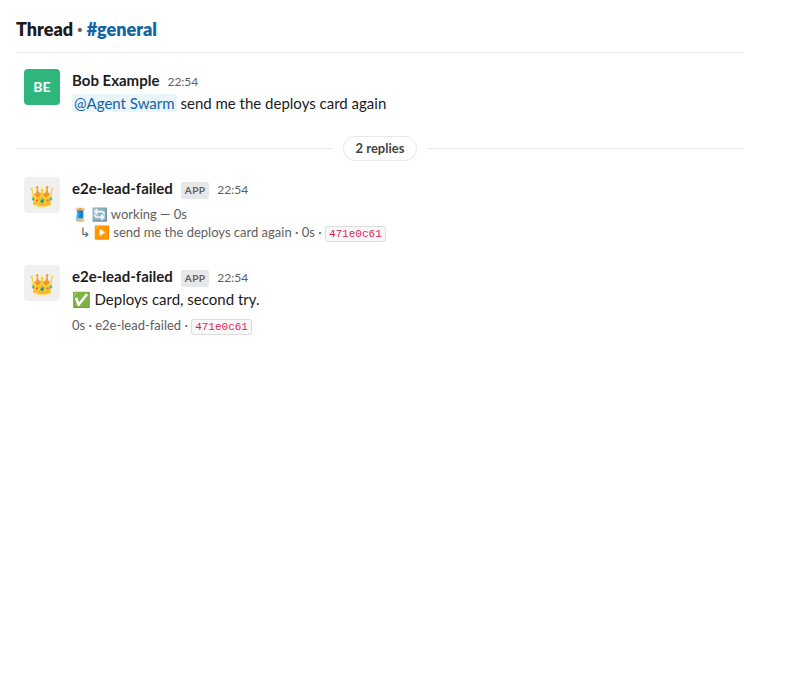 Thread • #general
BE
Bob Example 22:54
@Agent Swarm send me the deploys card again
2 replies
e2e-lead-failed APP 22:54
🧵 🔄 working — 0s
↳ ▶️ send me the deploys card again · 0s · 471e0c61
e2e-lead-failed APP 22:54
✅ Deploys card, second try.
0s · e2e-lead-failed · 471e0c61